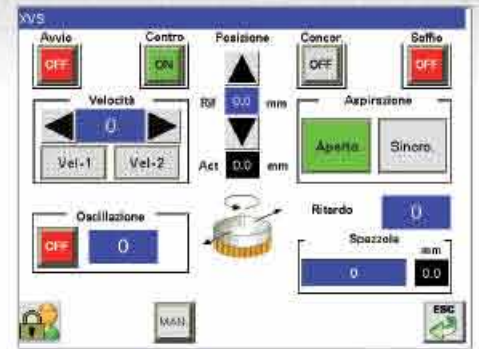 XVS
Avvio Contro Posizione Concor. Soffio
OFF ON OFF OFF
Velocità Rif 0.0 mm Aspirazione
0
Vel-1 Vel-2 Aperta Sincro.
Act 0.0 mm
Oscillazione Ritardo 0
OFF 0 Spazzola
mm
0 0.0
MAN. ESC